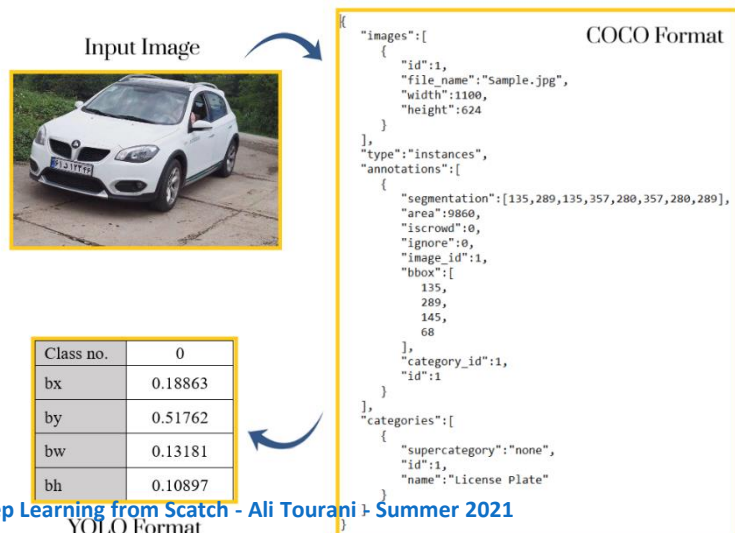 Input Image
COCO Format
{
"images":[
{
"id":1,
"file_name":"Sample.jpg",
"width":1100,
"height":624
}
],
"type":"instances",
"annotations":[
{
"segmentation":[135,289,135,357,280,357,280,289],
"area":9860,
"iscrowd":0,
"ignore":0,
"image_id":1,
"bbox":[
135,
289,
145,
68
],
"category_id":1,
"id":1
}
],
"categories":[
{
"supercategory":"none",
"id":1,
"name":"License Plate"
}
]
}
Class no. 0
bx 0.18863
by 0.51762
bw 0.13181
bh 0.10897
YOLO Format
ep Learning from Scatch - Ali Tourani - Summer 2021